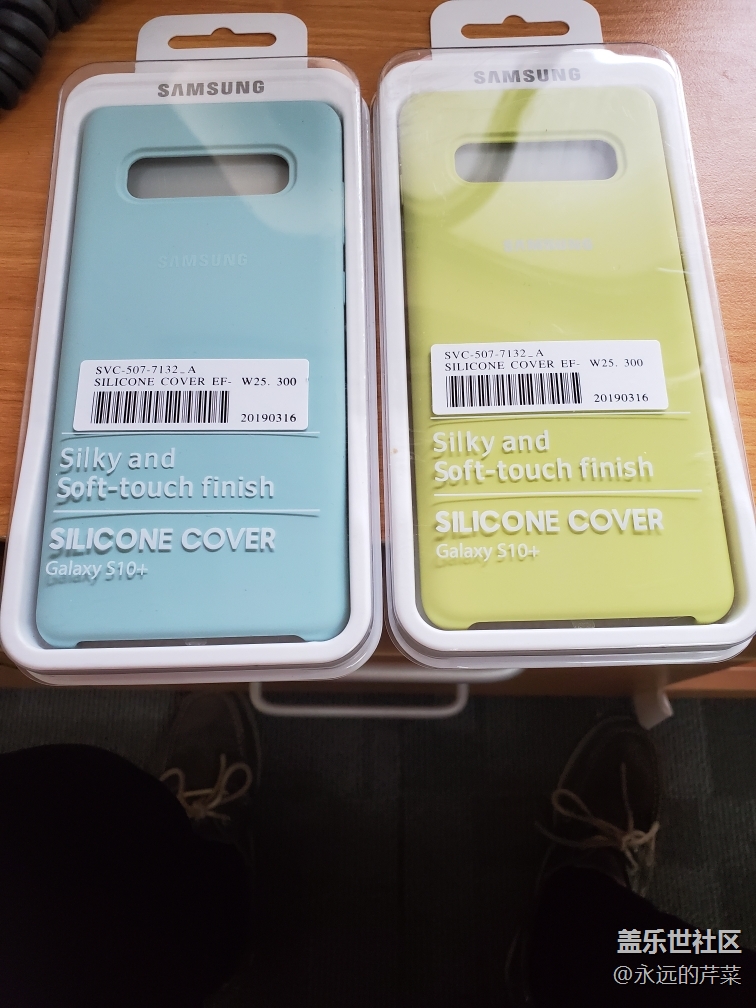 SAMSUNG
SAMSUNG
SVC-507-7132_A
SILICONE COVER EF- W25. 300
20190316
Silky and
Soft-touch finish
SILICONE COVER
Galaxy S10+
SAMSUNG
SAMSUNG
SVC-507-7132_A
SILICONE COVER EF- W25. 300
20190316
Silky and
Soft-touch finish
SILICONE COVER
Galaxy S10+
盖乐世社区
@永远的芹菜